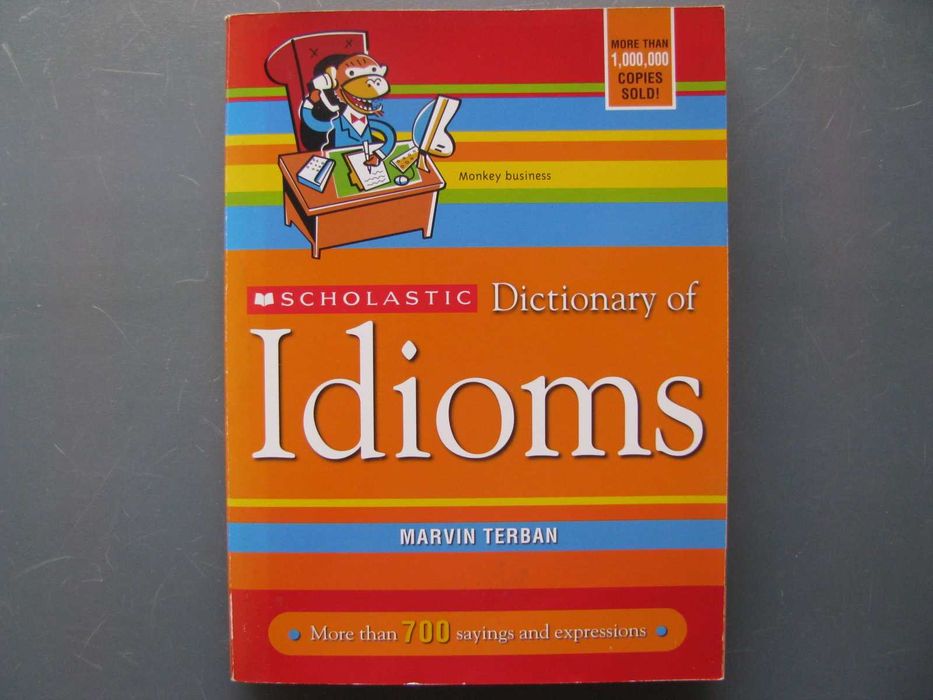 MORE THAN
1,000,000
COPIES
SOLD!
Monkey business
SCHOLASTIC Dictionary of
Idioms
MARVIN TERBAN
• More than 700 sayings and expressions •